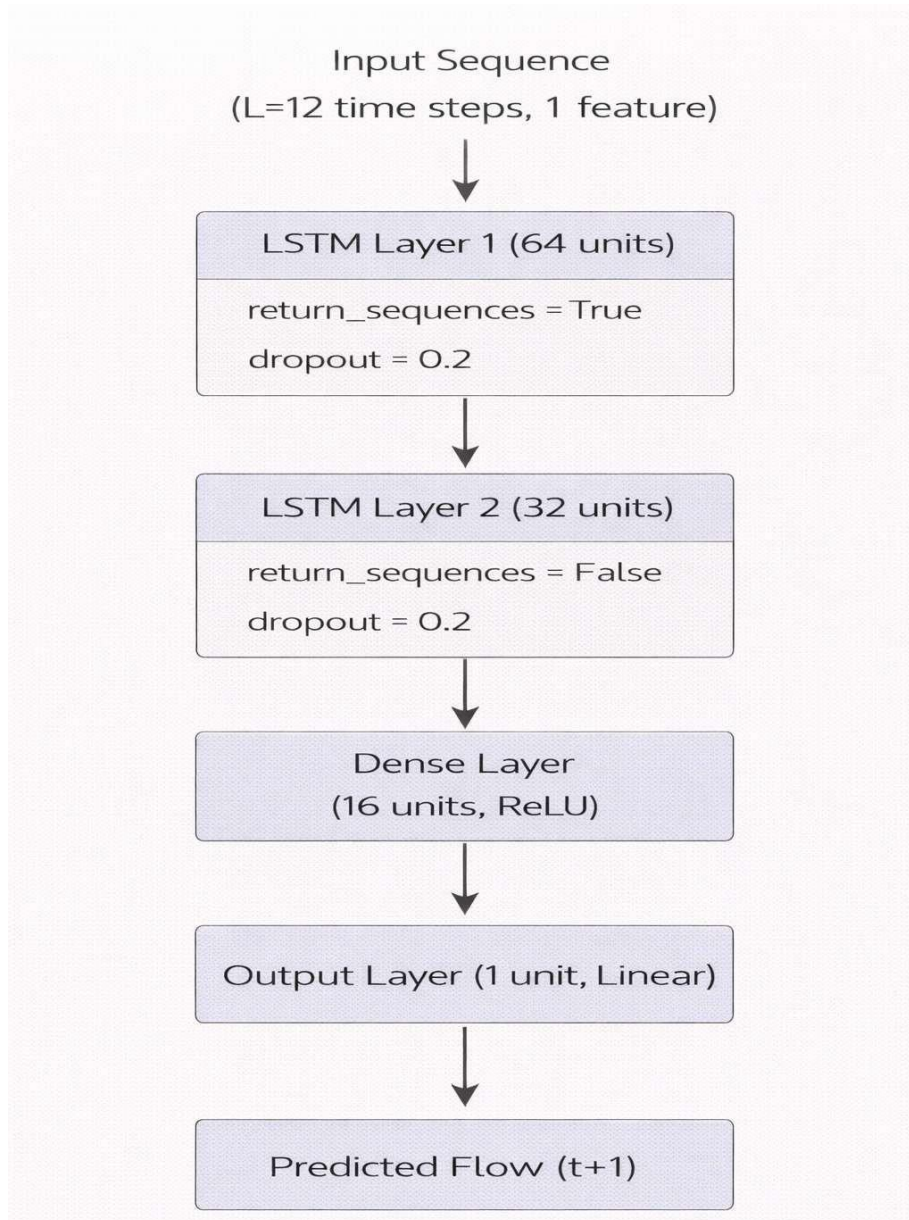 Input Sequence
(L=12 time steps, 1 feature)
LSTM Layer 1 (64 units)
return_sequences = True
dropout = 0.2
LSTM Layer 2 (32 units)
return_sequences = False
dropout = 0.2
Dense Layer
(16 units, ReLU)
Output Layer (1 unit, Linear)
Predicted Flow (t+1)